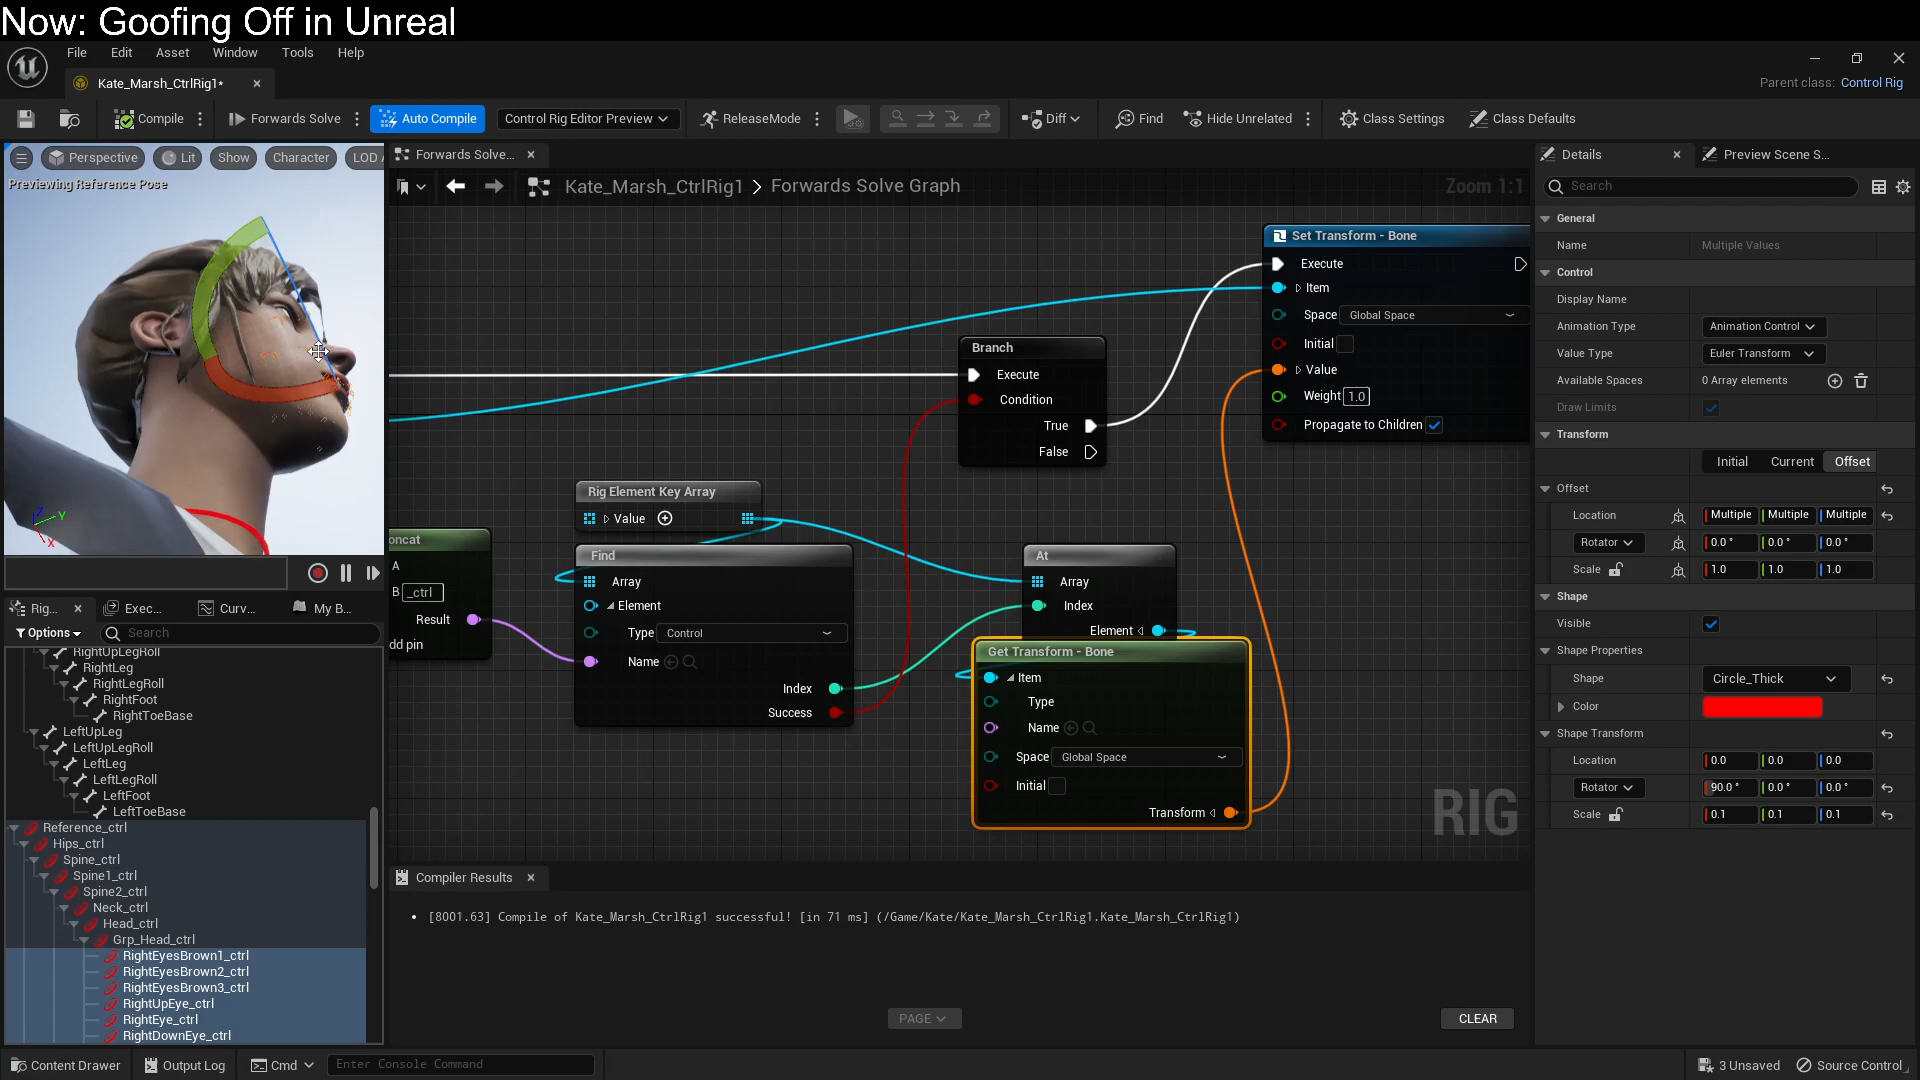 Now: Goofing Off in Unreal
File Edit Asset Window Tools Help
Kate_Marsh_CtrlRig1*
Parent class: Control Rig
Compile Forwards Solve Auto Compile Control Rig Editor Preview ReleaseMode Diff Find Hide Unrelated Class Settings Class Defaults
Perspective Lit Show Character LOD A
Previewing Reference Pose
Forwards Solve...
Kate_Marsh_CtrlRig1 > Forwards Solve Graph
Zoom 1:1
Set Transform - Bone
Execute
Item
Space Global Space
Initial
Value
Weight 1.0
Propagate to Children
Branch
Execute
Condition
True
False
Rig Element Key Array
Value
oncat
A
B _ctrl
Result
dd pin
Find
Array
Element
Type Control
Name
Index
Success
At
Array
Index
Element
Get Transform - Bone
Item
Type
Name
Space Global Space
Initial
Transform
RIG
Z Y X
Rig... Exec... Curv... My B...
Options Search
RightUpLegRoll
RightLeg
RightLegRoll
RightFoot
RightToeBase
LeftUpLeg
LeftUpLegRoll
LeftLeg
LeftLegRoll
LeftFoot
LeftToeBase
Reference_ctrl
Hips_ctrl
Spine_ctrl
Spine1_ctrl
Spine2_ctrl
Neck_ctrl
Head_ctrl
Grp_Head_ctrl
RightEyesBrown1_ctrl
RightEyesBrown2_ctrl
RightEyesBrown3_ctrl
RightUpEye_ctrl
RightEye_ctrl
RightDownEye_ctrl
Compiler Results
• [8001.63] Compile of Kate_Marsh_CtrlRig1 successful! [in 71 ms] (/Game/Kate/Kate_Marsh_CtrlRig1.Kate_Marsh_CtrlRig1)
PAGE
CLEAR
Details Preview Scene S...
Search
General
Name Multiple Values
Control
Display Name
Animation Type Animation Control
Value Type Euler Transform
Available Spaces 0 Array elements
Draw Limits
Transform
Initial Current Offset
Offset
Location Multiple Multiple Multiple
Rotator 0.0 ° 0.0 ° 0.0 °
Scale 1.0 1.0 1.0
Shape
Visible
Shape Properties
Shape Circle_Thick
Color
Shape Transform
Location 0.0 0.0 0.0
Rotator 90.0 ° 0.0 ° 0.0 °
Scale 0.1 0.1 0.1
Content Drawer Output Log Cmd Enter Console Command 3 Unsaved Source Control